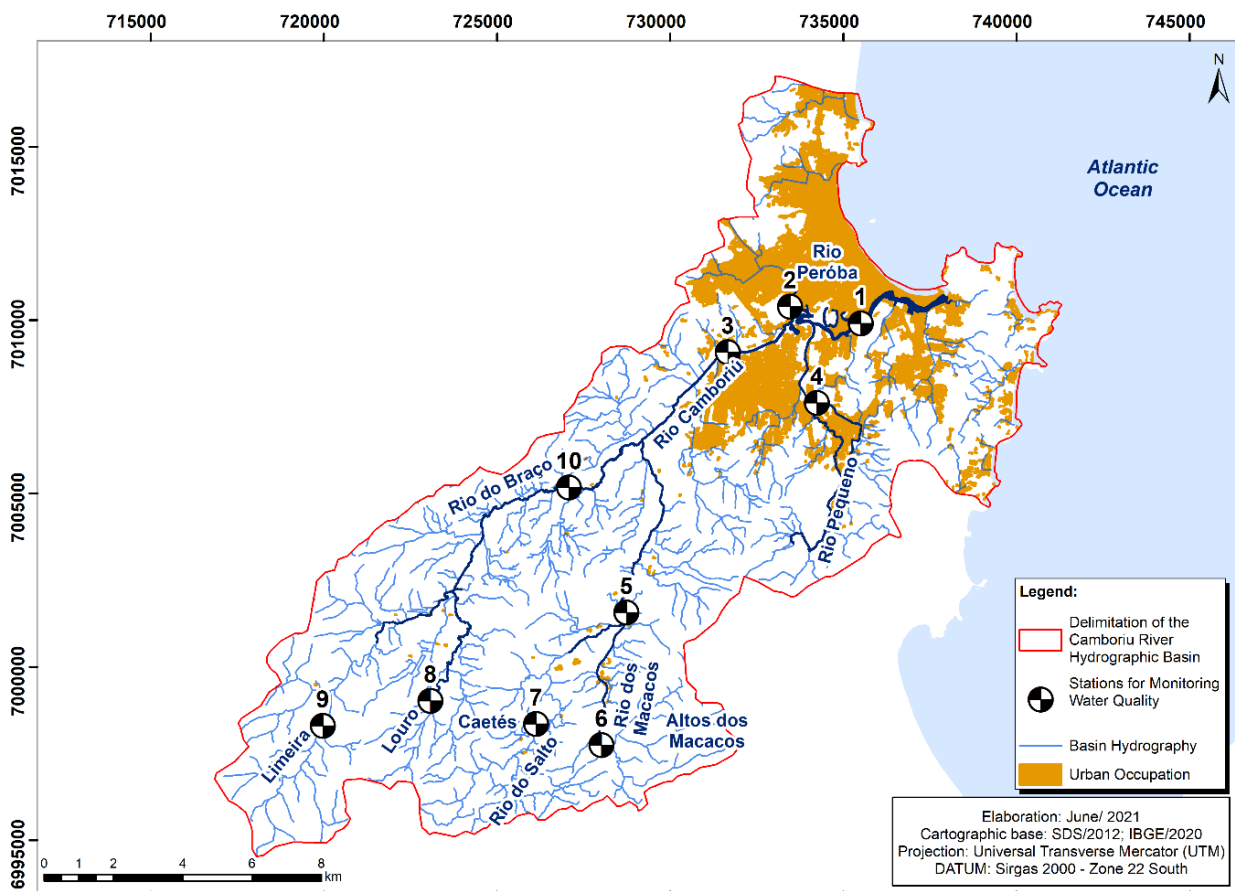 715000
720000
725000
730000
735000
740000
745000
N
7015000
7010000
7005000
7000000
6995000
Atlantic
Ocean
Rio
Peróba
2
1
3
4
Rio Camboriú
10
Rio do Braço
Rio Pequeno
5
8
9
7
6
Rio dos
Macacos
Louro
Caetés
Altos dos
Macacos
Limeira
Rio do Salto
Legend:
Delimitation of the
Camboriu River
Hydrographic Basin
Stations for Monitoring
Water Quality
Basin Hydrography
Urban Occupation
Elaboration: June/ 2021
Cartographic base: SDS/2012; IBGE/2020
Projection: Universal Transverse Mercator (UTM)
DATUM: Sirgas 2000 - Zone 22 South
0 2 4 6 8
km